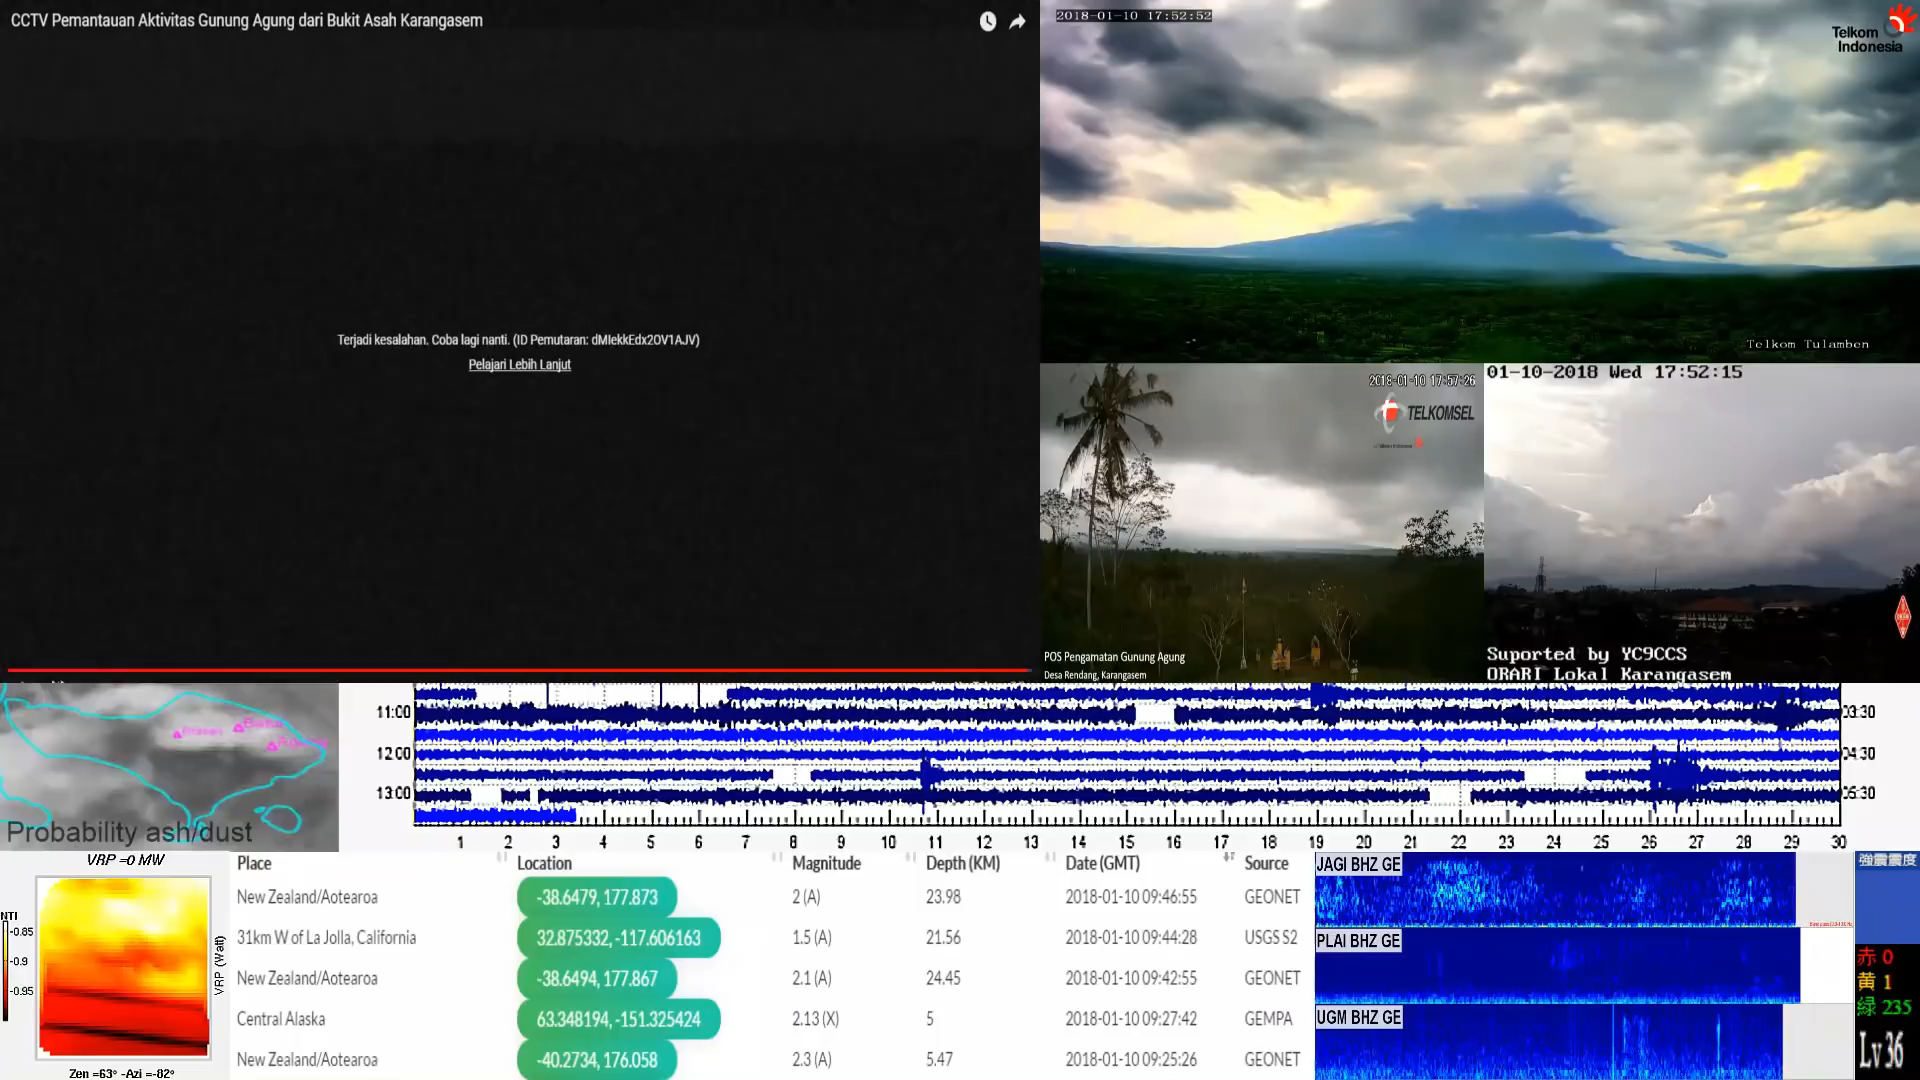 CCTV Pemantauan Aktivitas Gunung Agung dari Bukit Asah Karangasem
Terjadi kesalahan. Coba lagi nanti. (ID Pemutaran: dMIekkEdx2OV1AJV)
Pelajari Lebih Lanjut
2018-01-10 17:52:52
Telkom
Indonesia
Telkom Tulamben
2018-01-10 17:57:26
TELKOMSEL
POS Pengamatan Gunung Agung
Desa Rendang, Karangasem
01-10-2018 Wed 17:52:15
Suported by YC9CCS
ORARI Lokal Karangasem
Probability ash/dust
11:00
12:00
13:00
03:30
04:30
05:30
1 2 3 4 5 6 7 8 9 10 11 12 13 14 15 16 17 18 19 20 21 22 23 24 25 26 27 28 29 30
VRP =0 MW
NTI
-0.85
-0.9
-0.95
VRP (Watt)
Zen =63° -Azi =-82°
Place Location Magnitude Depth (KM) Date (GMT) Source
New Zealand/Aotearoa -38.6479, 177.873 2 (A) 23.98 2018-01-10 09:46:55 GEONET
31km W of La Jolla, California 32.875332, -117.606163 1.5 (A) 21.56 2018-01-10 09:44:28 USGS S2
New Zealand/Aotearoa -38.6494, 177.867 2.1 (A) 24.45 2018-01-10 09:42:55 GEONET
Central Alaska 63.348194, -151.325424 2.13 (X) 5 2018-01-10 09:27:42 GEMPA
New Zealand/Aotearoa -40.2734, 176.058 2.3 (A) 5.47 2018-01-10 09:25:26 GEONET
JAGI BHZ GE
PLAI BHZ GE
UGM BHZ GE
強震震度
赤 0
黄 1
緑 235
Lv 36